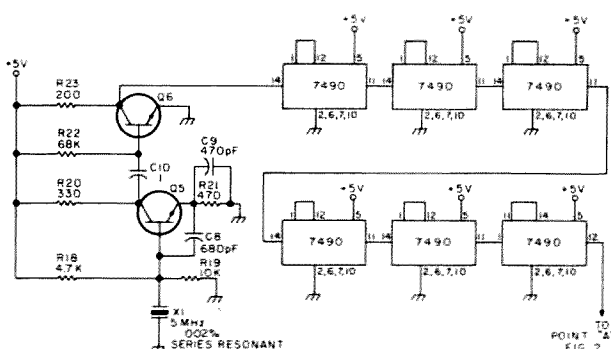 +5V
R23
200
Q6
R22
68K
C10
.1
C9
470pF
R20
330
Q5
R21
470
C8
680pF
R18
4.7K
R19
10K
X1
5 MHz
.002%
SERIES RESONANT
+5V
1 12 5
14 7490 11
2,6,7,10
+5V
1 12 5
14 7490 11
2,6,7,10
+5V
1 12 5
14 7490 11
2,6,7,10
+5V
1 12 5
14 7490 11
2,6,7,10
+5V
1 12 5
14 7490 11
2,6,7,10
+5V
1 12 5
14 7490 12
2,6,7,10
TO
POINT "A"
FIG. 2